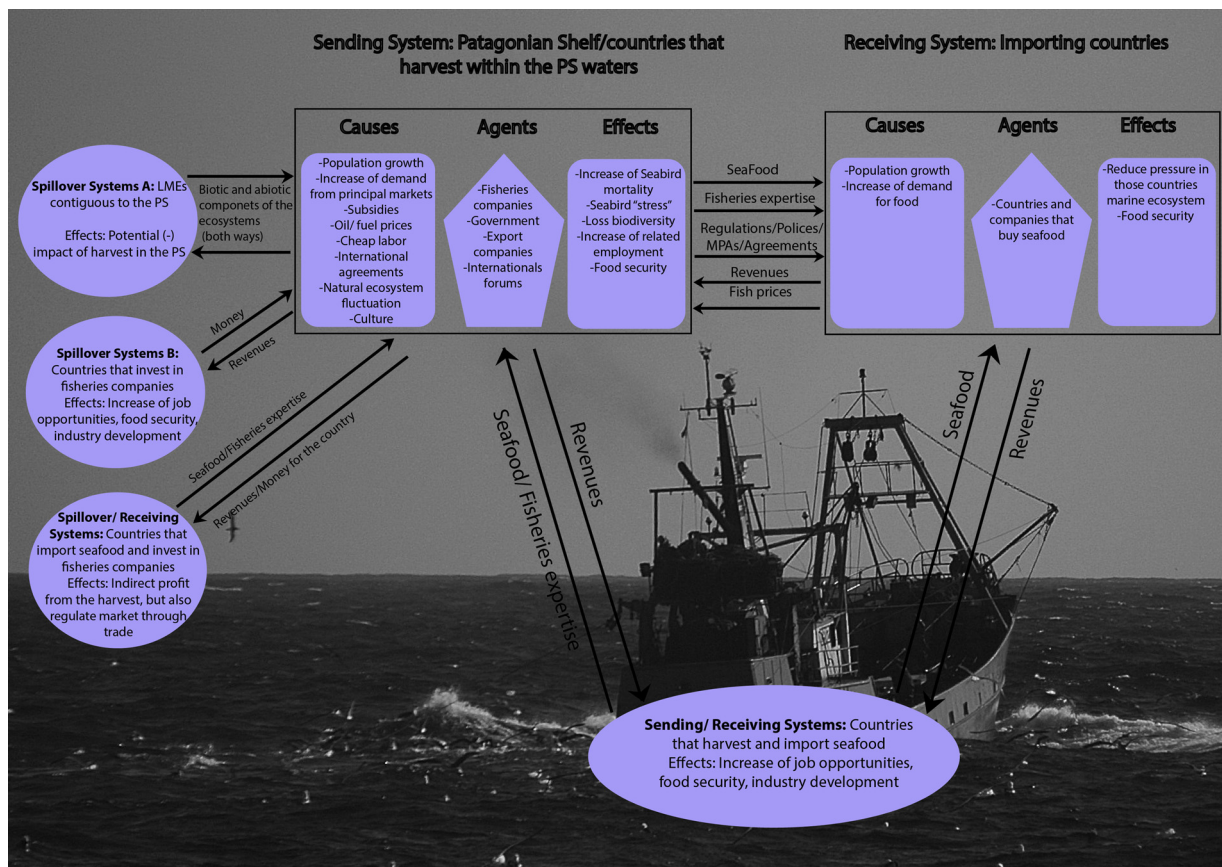 Sending System: Patagonian Shelf/countries that
harvest within the PS waters
Receiving System: Importing countries
Causes
Agents
Effects
-Population growth
-Increase of demand
from principal markets
-Subsidies
-Oil/ fuel prices
-Cheap labor
-International
agreements
-Natural ecosystem
fluctuation
-Culture
-Fisheries
companies
-Government
-Export
companies
-Internationals
forums
-Increase of Seabird
mortality
-Seabird "stress"
-Loss biodiversity
-Increase of related
employment
-Food security
SeaFood
Fisheries expertise
Regulations/Polices/
MPAs/Agreements
Revenues
Fish prices
Causes
Agents
Effects
-Population growth
-Increase of demand
for food
-Countries and
companies that
buy seafood
-Reduce pressure in
those countries
marine ecosystem
-Food security
Spillover Systems A: LMEs
contiguous to the PS
Effects: Potential (-)
impact of harvest in the PS
Biotic and abiotic
componets of the
ecosystems
(both ways)
Spillover Systems B:
Countries that invest in
fisheries companies
Effects: Increase of job
opportunities, food security,
industry development
Money
Revenues
Spillover/ Receiving
Systems: Countries that
import seafood and invest in
fisheries companies
Effects: Indirect profit
from the harvest, but also
regulate market through
trade
Seafood/Fisheries expertise
Revenues/Money for the country
Seafood/ Fisheries expertise
Revenues
Seafood
Revenues
Sending/ Receiving Systems: Countries
that harvest and import seafood
Effects: Increase of job opportunities,
food security, industry development